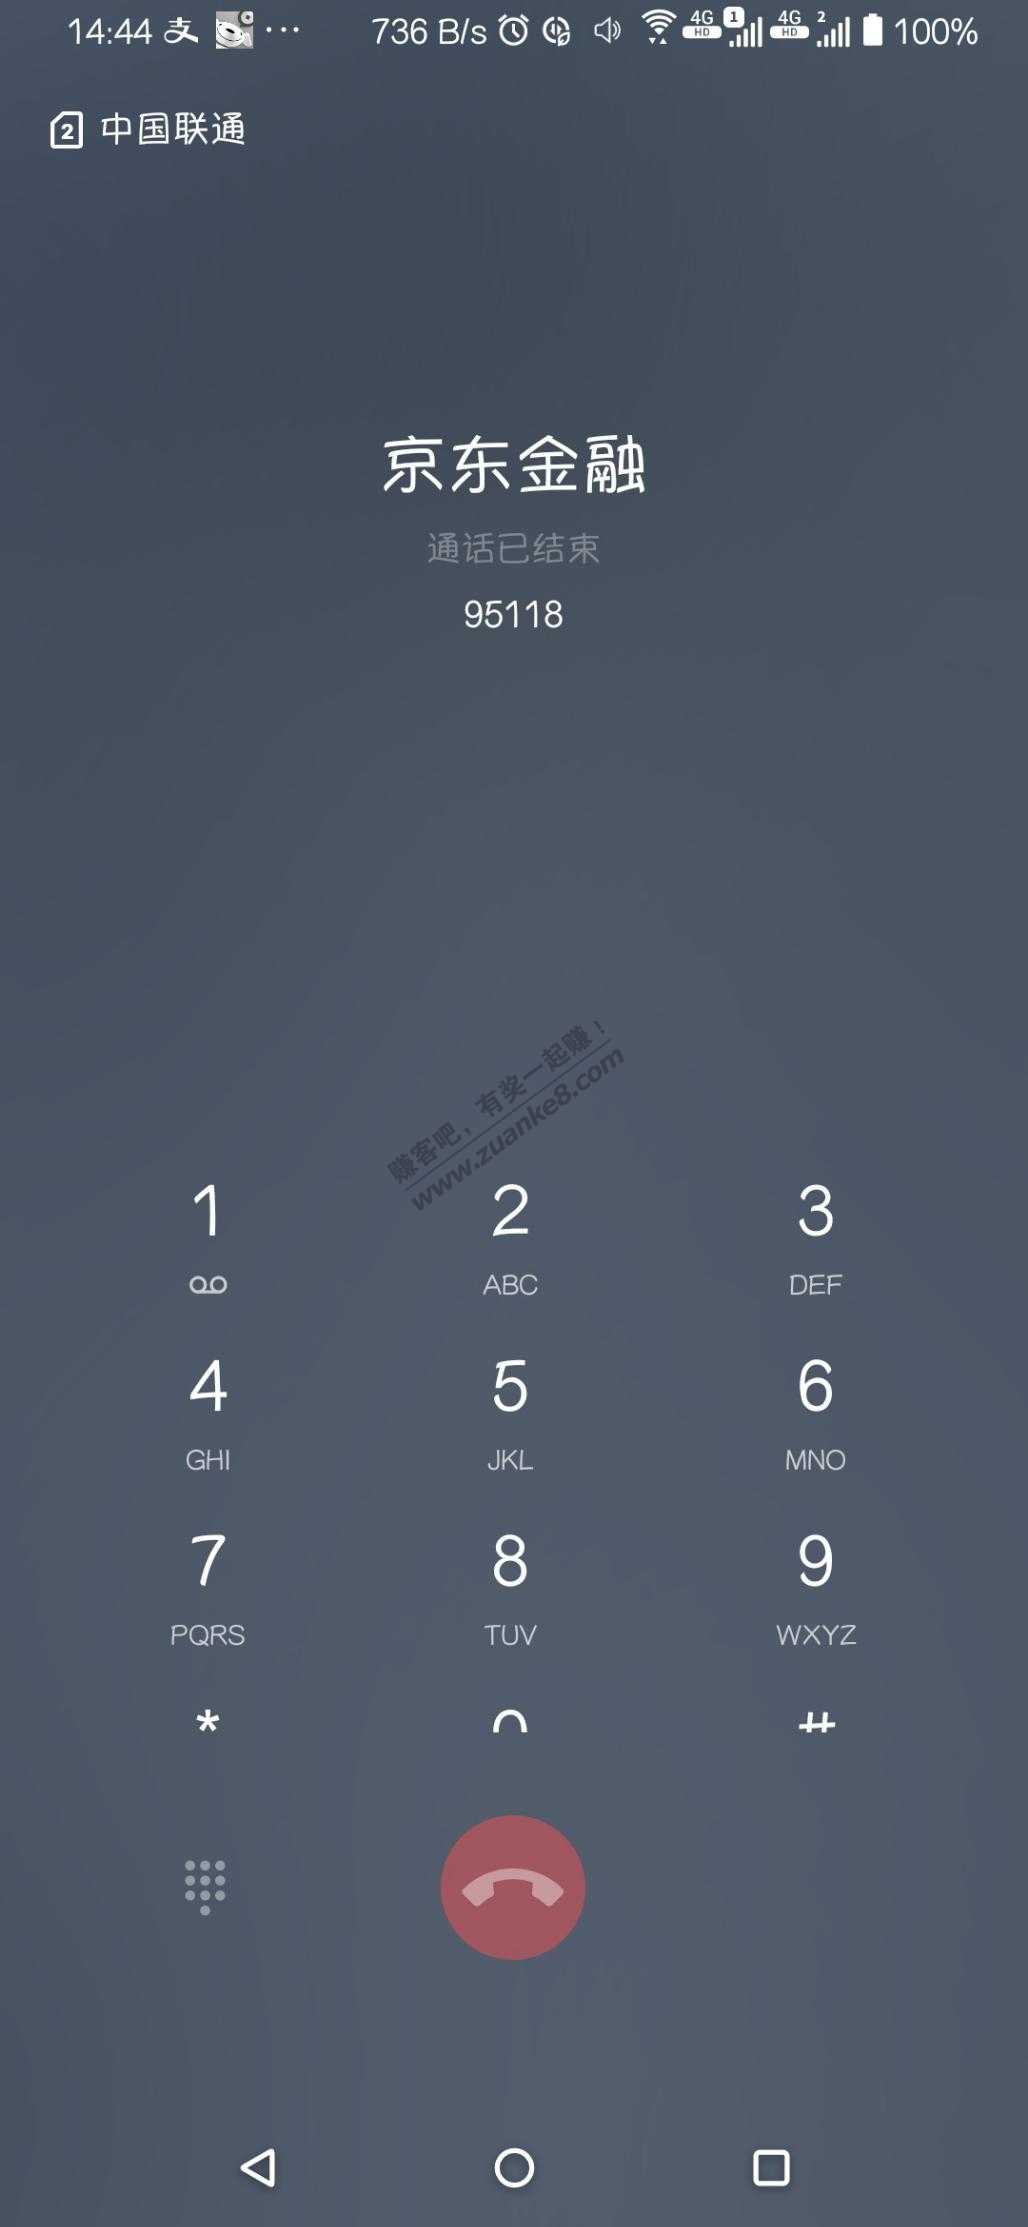 14:44 支 ··· 736 B/s 4G HD 1 4G HD 2 100%
2 中国联通
京东金融
通话已结束
95118
赚客吧，有奖一起赚！
www.zuanke8.com
1 2 3
ABC DEF
4 5 6
GHI JKL MNO
7 8 9
PQRS TUV WXYZ
* 0 #